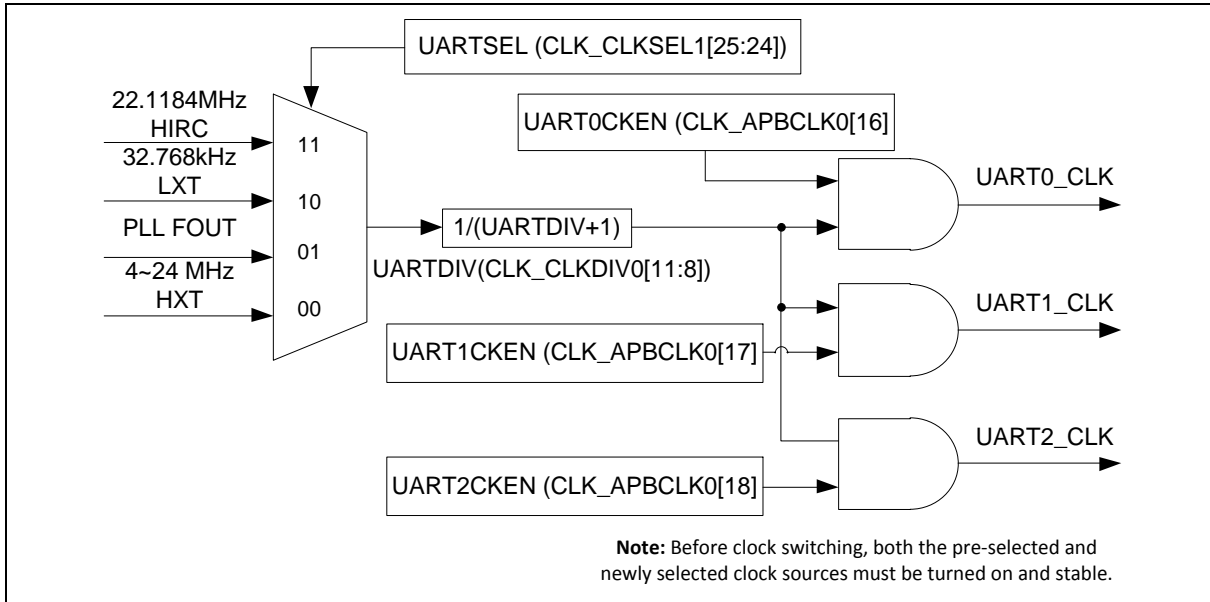 UARTSEL (CLK_CLKSEL1[25:24])
22.1184MHz
HIRC
32.768kHz
LXT
PLL FOUT
4~24 MHz
HXT
11
10
01
00
1/(UARTDIV+1)
UARTDIV(CLK_CLKDIV0[11:8])
UART0CKEN (CLK_APBCLK0[16]
UART0_CLK
UART1CKEN (CLK_APBCLK0[17]
UART1_CLK
UART2CKEN (CLK_APBCLK0[18]
UART2_CLK
Note: Before clock switching, both the pre-selected and
newly selected clock sources must be turned on and stable.